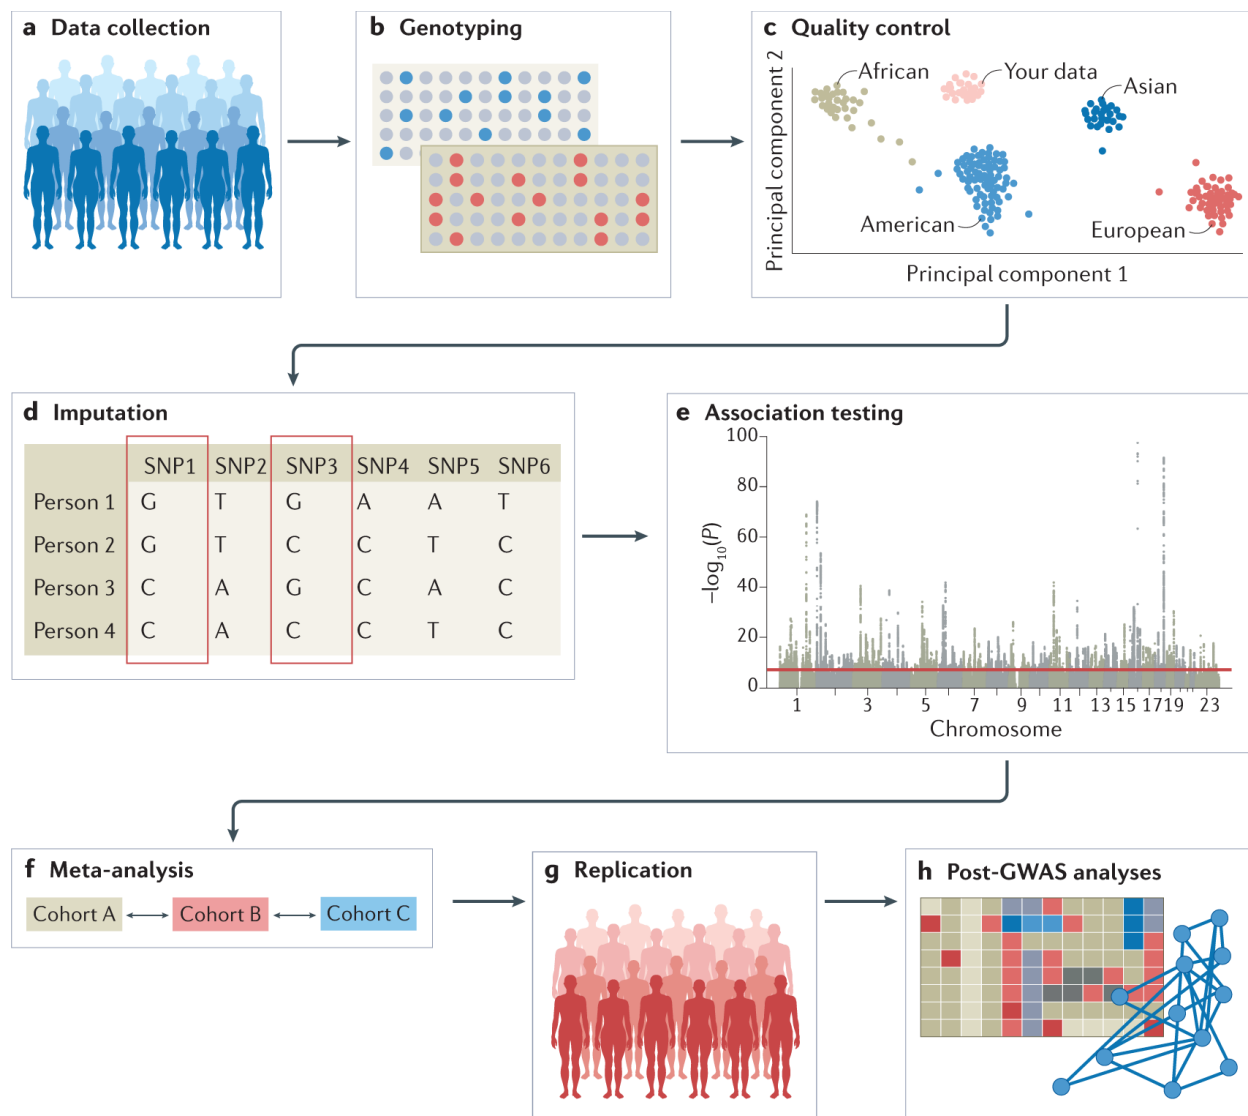 a Data collection
b Genotyping
c Quality control
Principal component 2
African
Your data
Asian
American
European
Principal component 1
d Imputation
SNP1 SNP2 SNP3 SNP4 SNP5 SNP6
Person 1 G T G A A T
Person 2 G T C C T C
Person 3 C A G C A C
Person 4 C A C C T C
e Association testing
100
80
60
40
20
0
–log10(P)
1 3 5 7 9 11 13 15 17 19 23
Chromosome
f Meta-analysis
Cohort A Cohort B Cohort C
g Replication
h Post-GWAS analyses